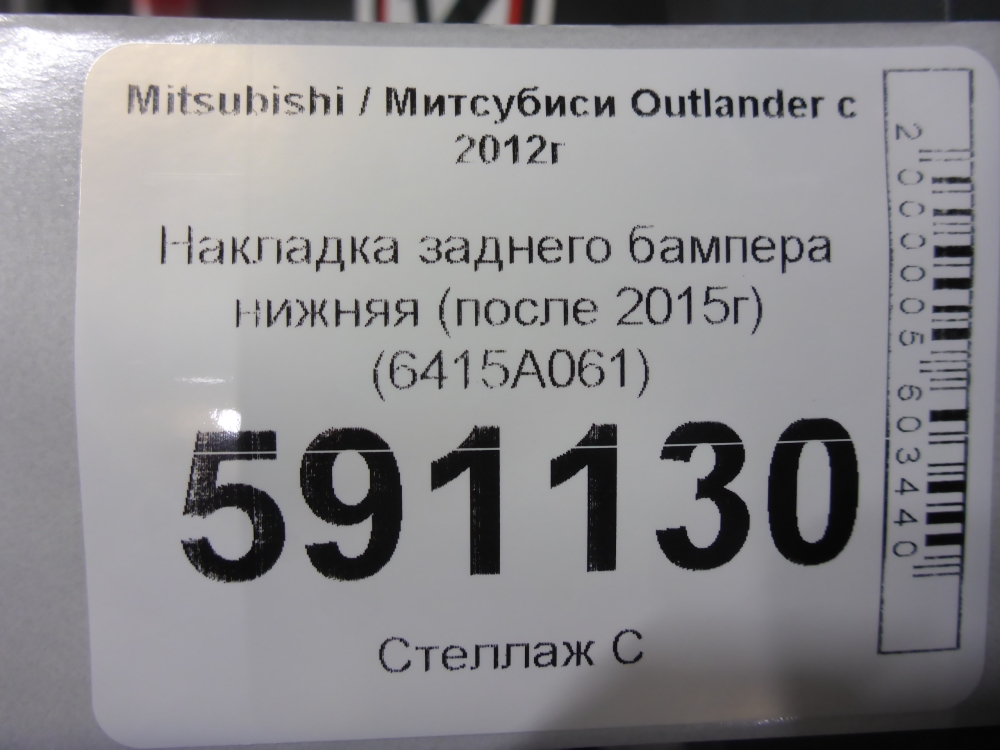 Mitsubishi / Митсубиси Outlander с
2012г
Накладка заднего бампера
нижняя (после 2015г)
(6415A061)
591130
Стеллаж С
2000005603440